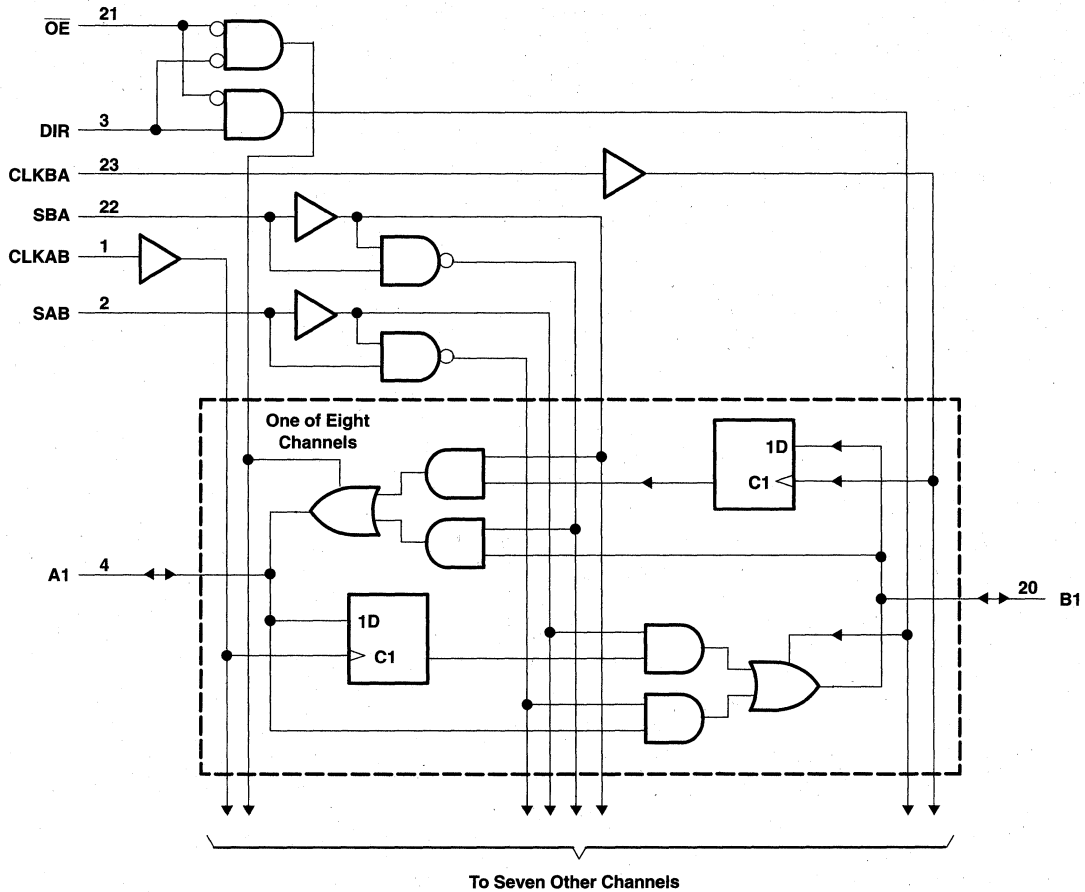 OE 21
DIR 3
CLKBA 23
SBA 22
CLKAB 1
SAB 2
One of Eight
Channels
1D
C1
A1 4
1D
C1
20 B1
To Seven Other Channels